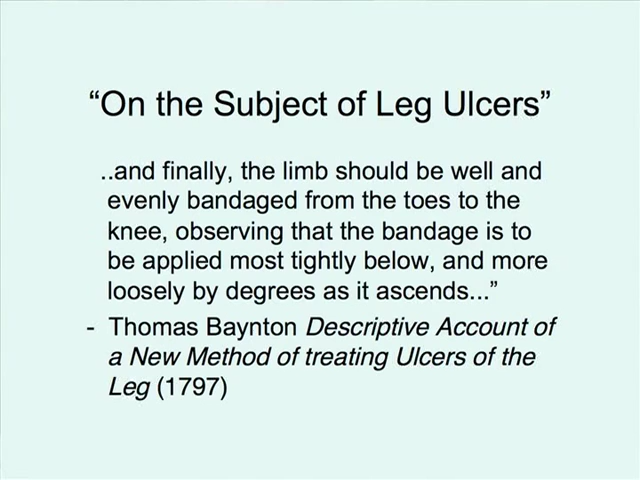 “On the Subject of Leg Ulcers”
..and finally, the limb should be well and
evenly bandaged from the toes to the
knee, observing that the bandage is to
be applied most tightly below, and more
loosely by degrees as it ascends...”
- Thomas Baynton Descriptive Account of
a New Method of treating Ulcers of the
Leg (1797)